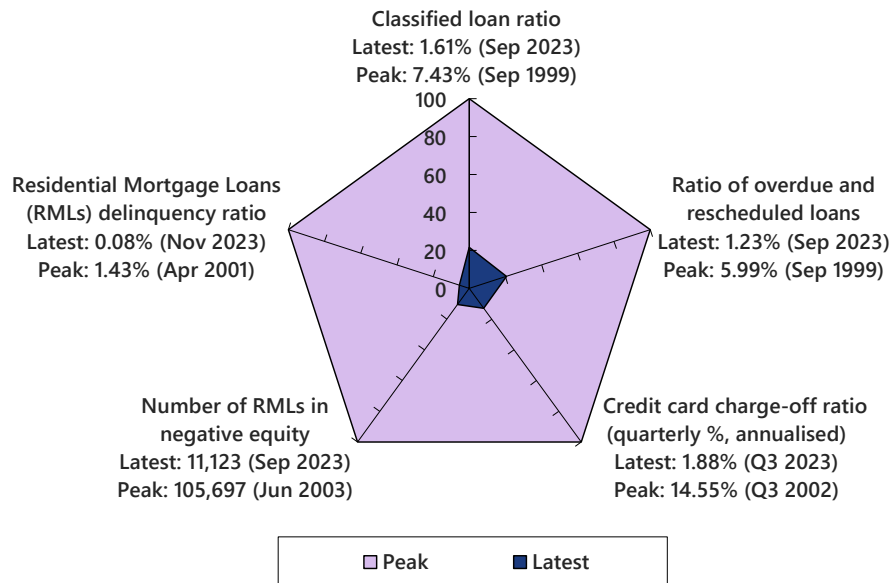 Classified loan ratio
Latest: 1.61% (Sep 2023)
Peak: 7.43% (Sep 1999)
100
80
60
40
20
0
Ratio of overdue and
rescheduled loans
Latest: 1.23% (Sep 2023)
Peak: 5.99% (Sep 1999)
Credit card charge-off ratio
(quarterly %, annualised)
Latest: 1.88% (Q3 2023)
Peak: 14.55% (Q3 2002)
Number of RMLs in
negative equity
Latest: 11,123 (Sep 2023)
Peak: 105,697 (Jun 2003)
Residential Mortgage Loans
(RMLs) delinquency ratio
Latest: 0.08% (Nov 2023)
Peak: 1.43% (Apr 2001)
Peak
Latest